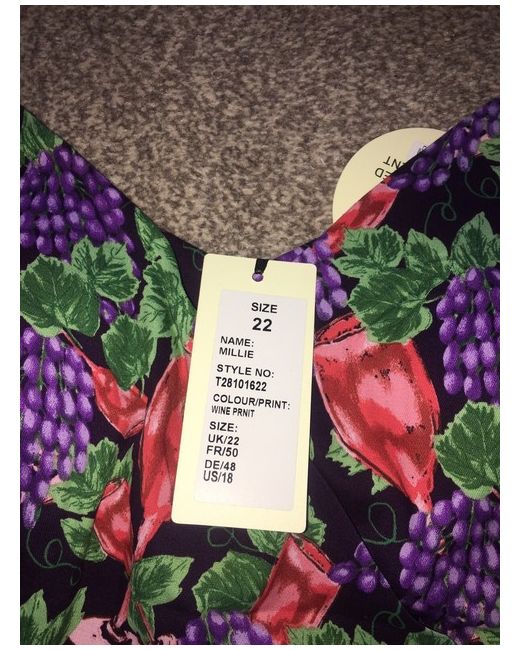 SIZE
22
NAME:
MILLIE
STYLE NO:
T28101622
COLOUR/PRINT:
WINE PRNIT
SIZE:
UK/22
FR/50
DE/48
US/18